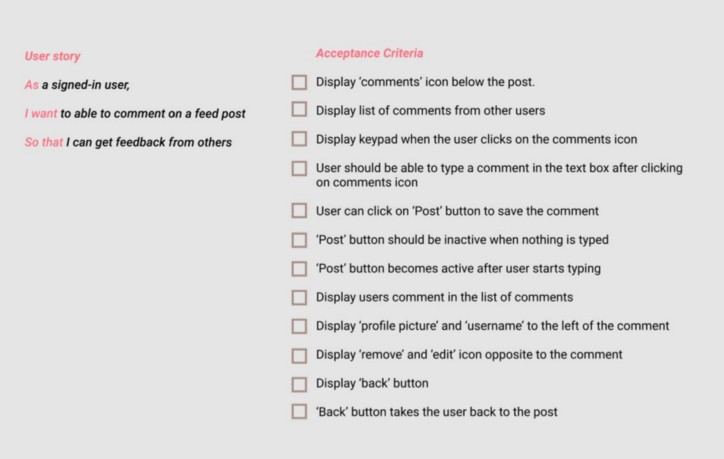 User story
As a signed-in user,
I want to able to comment on a feed post
So that I can get feedback from others
Acceptance Criteria
Display ‘comments’ icon below the post.
Display list of comments from other users
Display keypad when the user clicks on the comments icon
User should be able to type a comment in the text box after clicking
on comments icon
User can click on ‘Post’ button to save the comment
‘Post’ button should be inactive when nothing is typed
‘Post’ button becomes active after user starts typing
Display users comment in the list of comments
Display ‘profile picture’ and ‘username’ to the left of the comment
Display ‘remove’ and ‘edit’ icon opposite to the comment
Display ‘back’ button
‘Back’ button takes the user back to the post